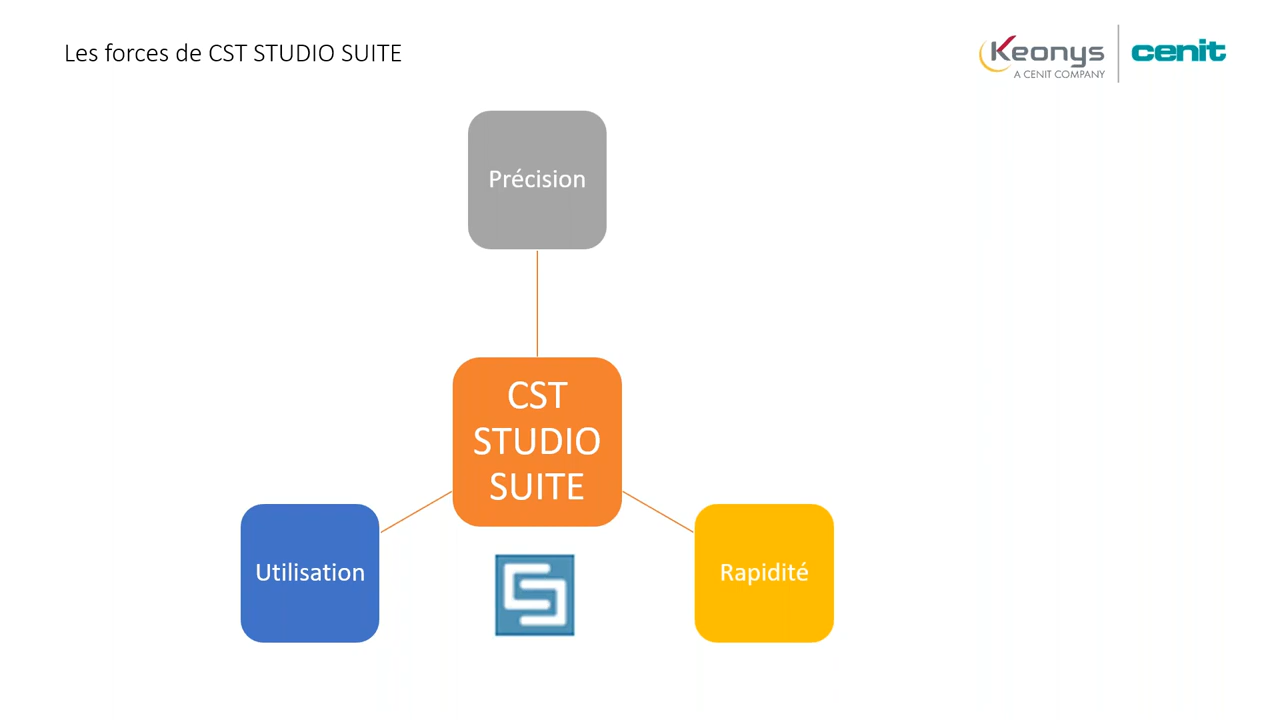 Les forces de CST STUDIO SUITE
Keonys
A CENIT COMPANY
cenit
Précision
CST
STUDIO
SUITE
Utilisation
Rapidité